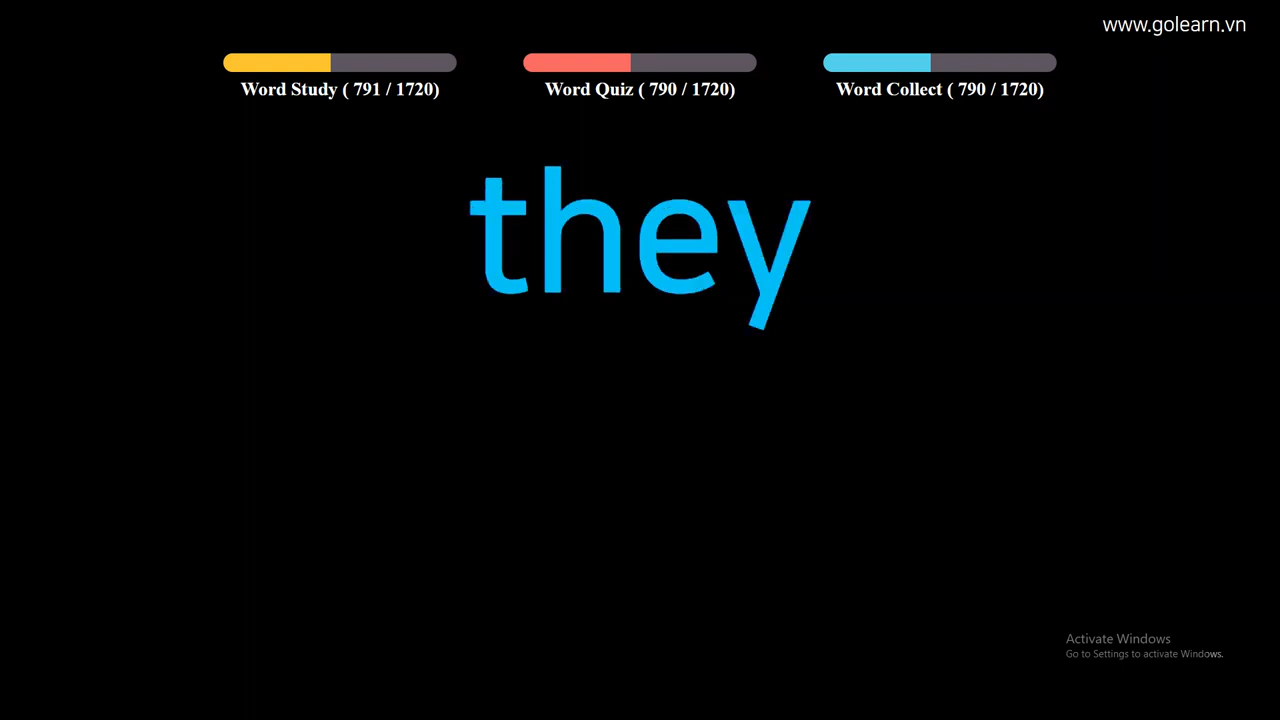 www.golearn.vn
Word Study ( 791 / 1720)
Word Quiz ( 790 / 1720)
Word Collect ( 790 / 1720)
they
Activate Windows
Go to Settings to activate Windows.